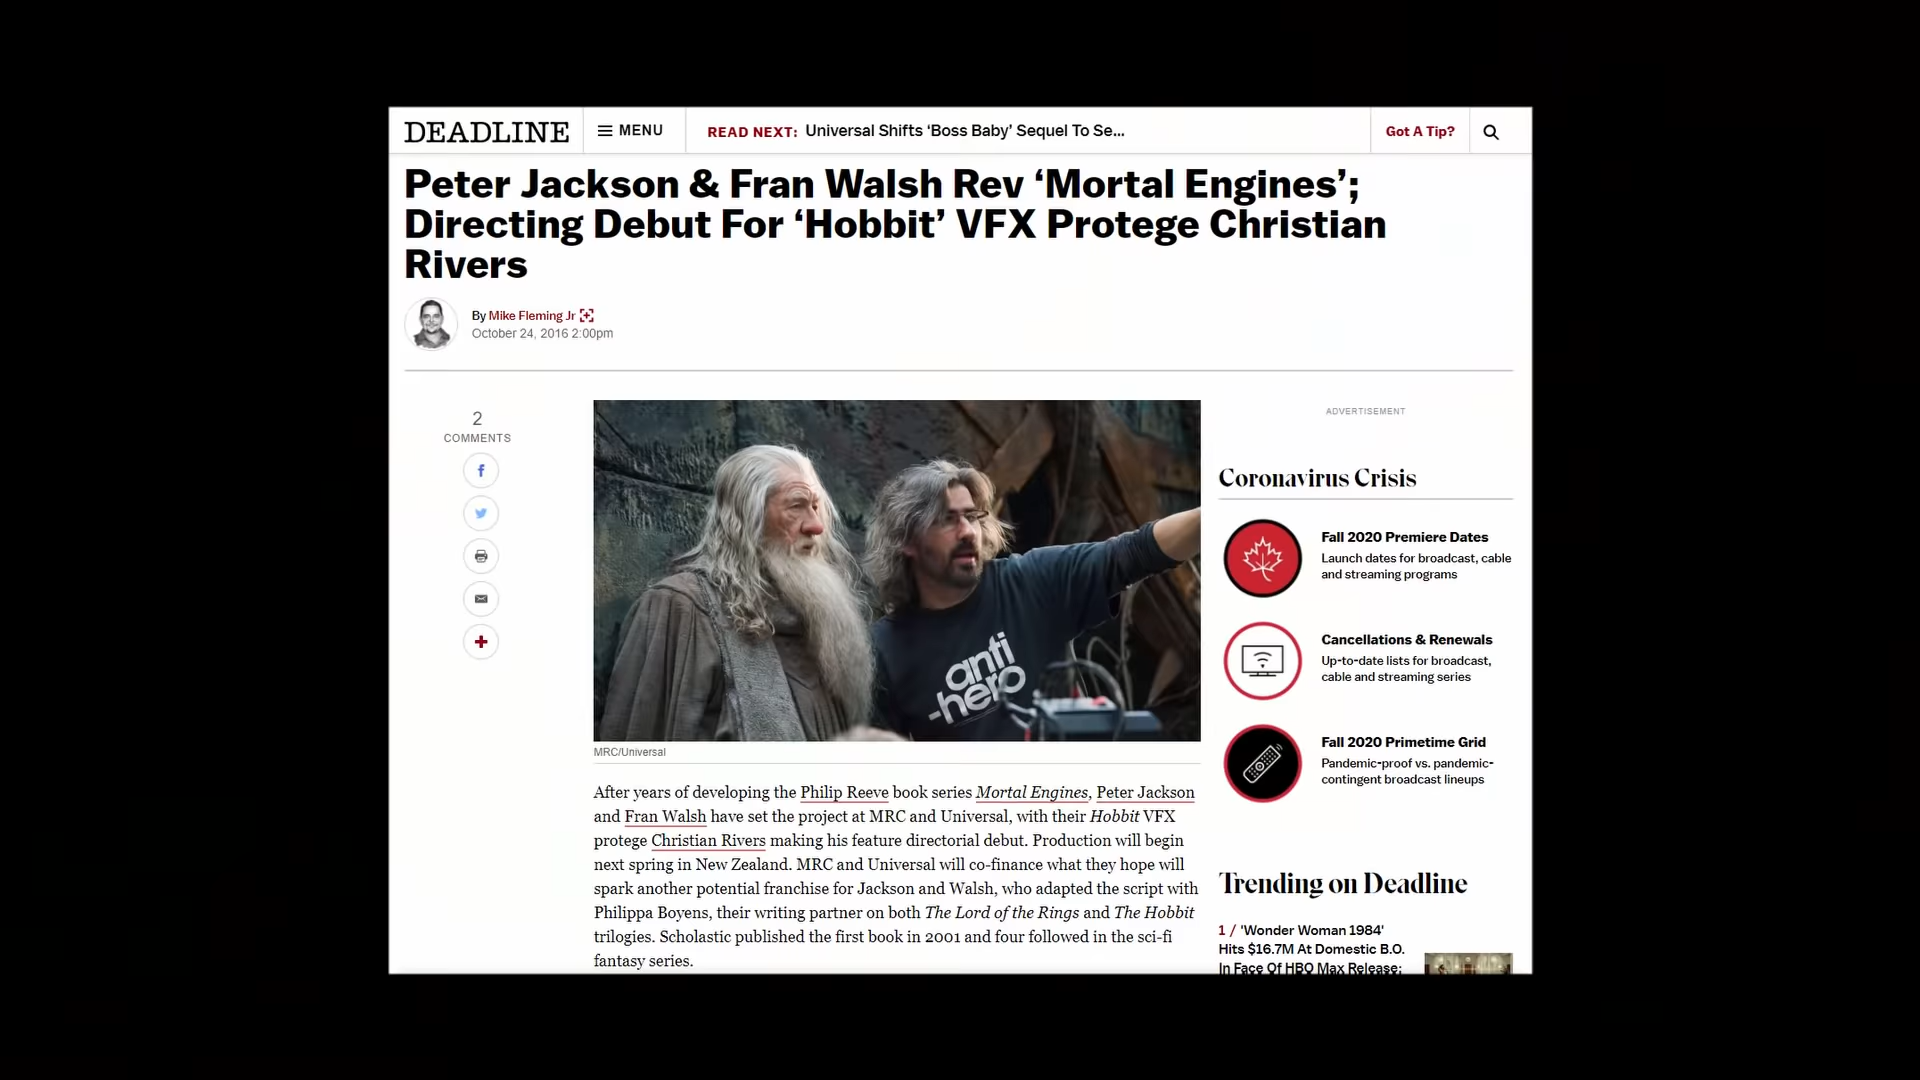 DEADLINE
MENU
READ NEXT: Universal Shifts ‘Boss Baby’ Sequel To Se...
Got A Tip?
Peter Jackson & Fran Walsh Rev ‘Mortal Engines’;
Directing Debut For ‘Hobbit’ VFX Protege Christian
Rivers
By Mike Fleming Jr
October 24, 2016 2:00pm
2
COMMENTS
anti
-hero
MRC/Universal
After years of developing the Philip Reeve book series Mortal Engines, Peter Jackson
and Fran Walsh have set the project at MRC and Universal, with their Hobbit VFX
protege Christian Rivers making his feature directorial debut. Production will begin
next spring in New Zealand. MRC and Universal will co-finance what they hope will
spark another potential franchise for Jackson and Walsh, who adapted the script with
Philippa Boyens, their writing partner on both The Lord of the Rings and The Hobbit
trilogies. Scholastic published the first book in 2001 and four followed in the sci-fi
fantasy series.
ADVERTISEMENT
Coronavirus Crisis
Fall 2020 Premiere Dates
Launch dates for broadcast, cable
and streaming programs
Cancellations & Renewals
Up-to-date lists for broadcast,
cable and streaming series
Fall 2020 Primetime Grid
Pandemic-proof vs. pandemic-
contingent broadcast lineups
Trending on Deadline
1 / 'Wonder Woman 1984'
Hits $16.7M At Domestic B.O.
In Face Of HBO Max Release;